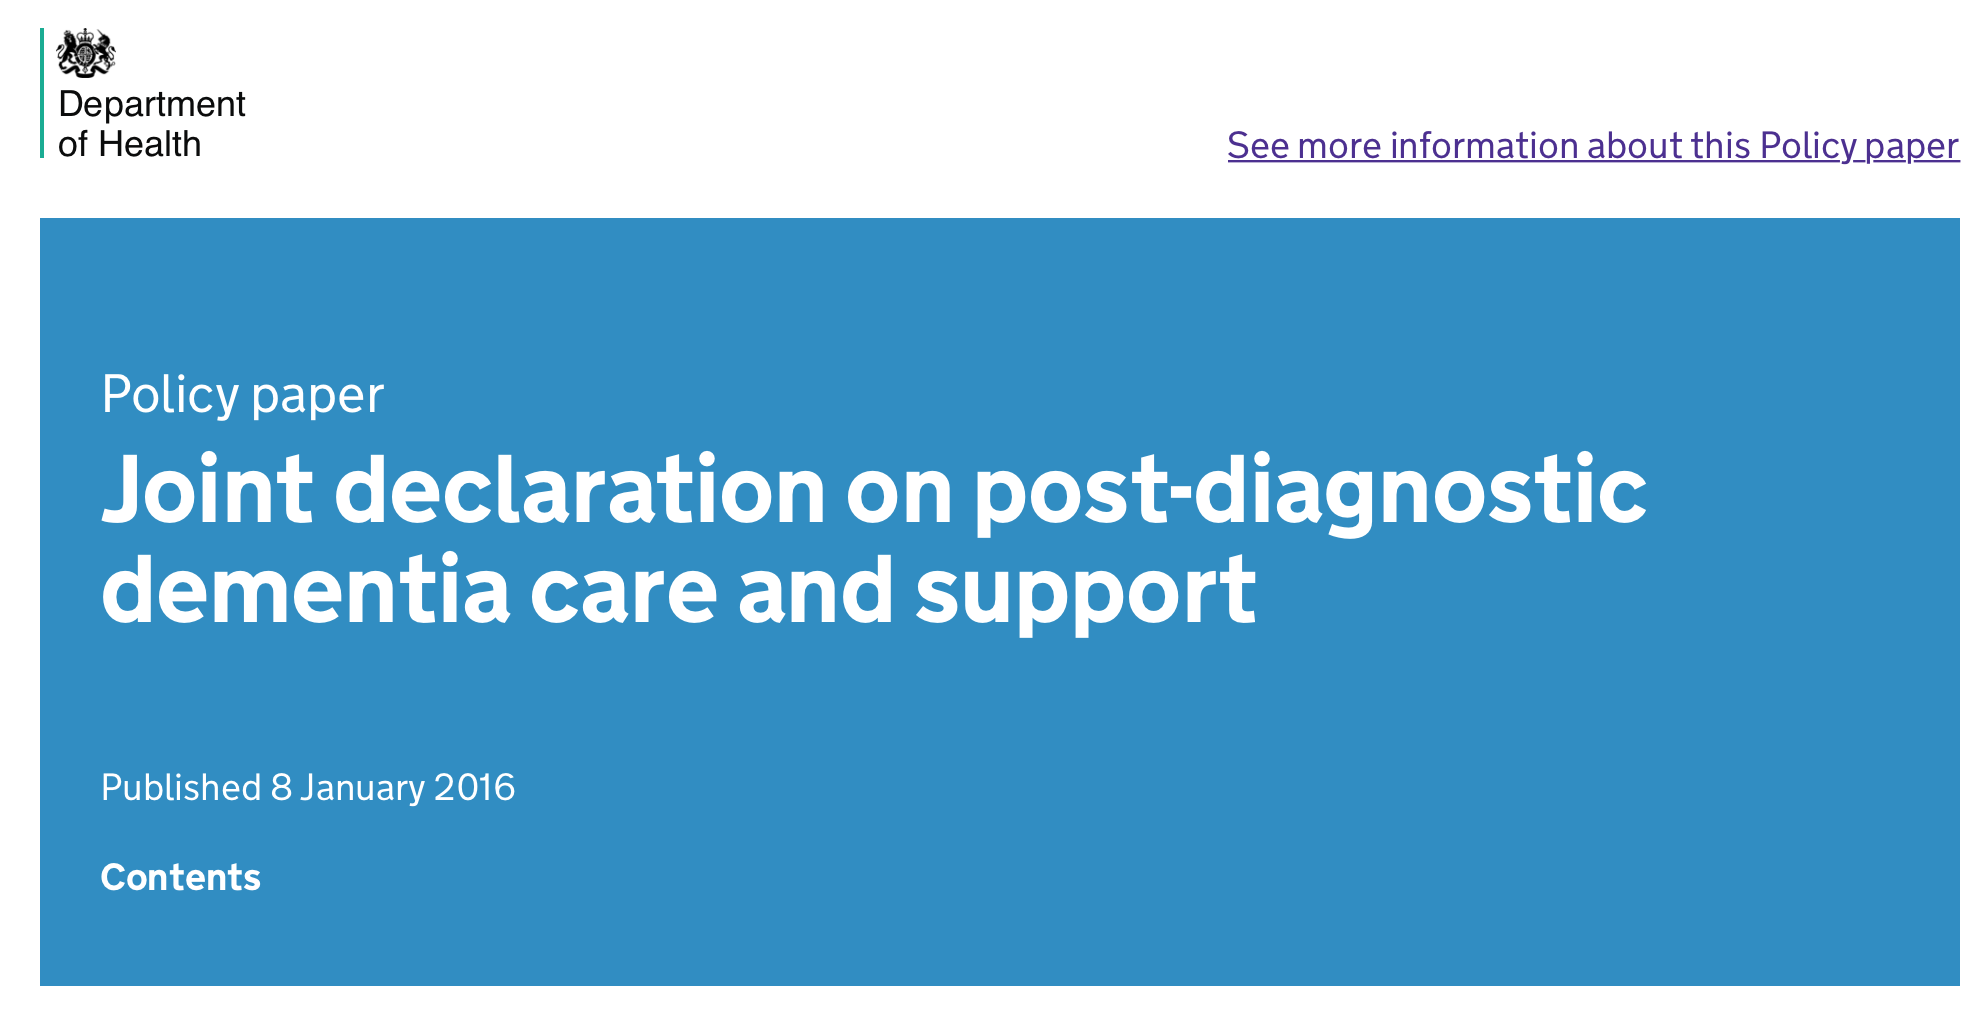 Department
of Health
See more information about this Policy paper
Policy paper
Joint declaration on post-diagnostic
dementia care and support
Published 8 January 2016
Contents